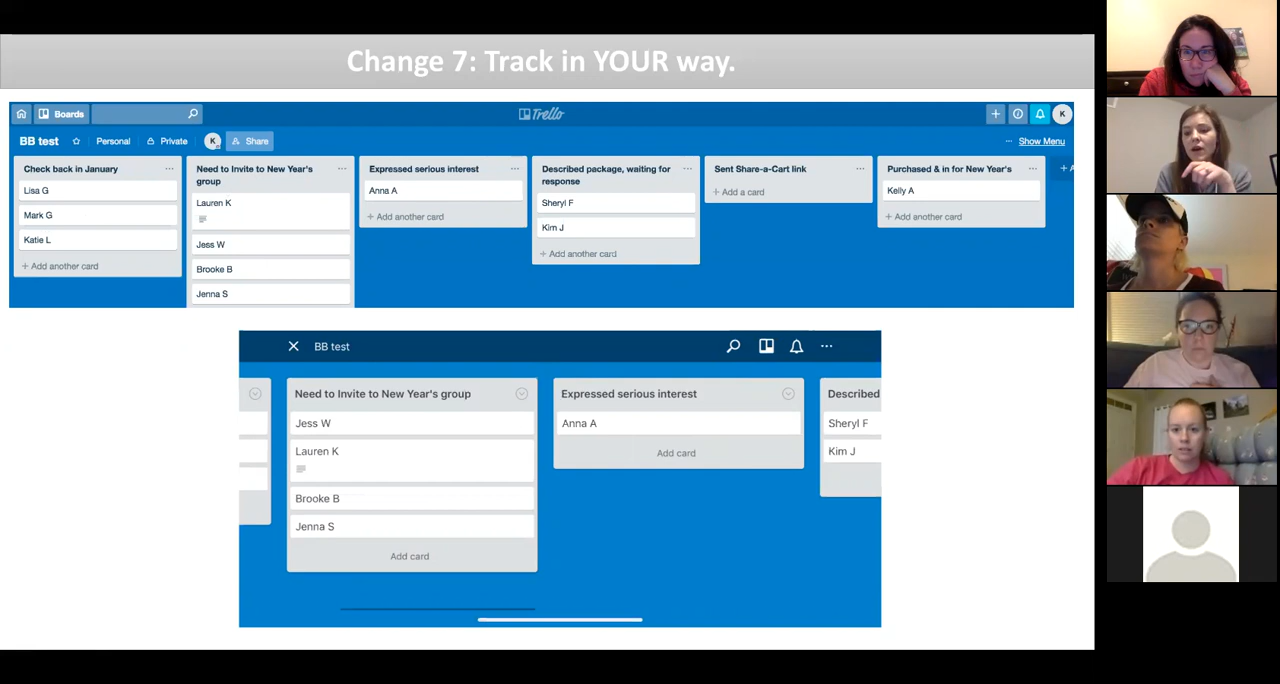 Change 7: Track in YOUR way.
Boards
Trello
K
BB test
Personal
Private
K
Share
Show Menu
Check back in January
Lisa G
Mark G
Katie L
+ Add another card
Need to Invite to New Year's
group
Lauren K
Jess W
Brooke B
Jenna S
Expressed serious interest
Anna A
+ Add another card
Described package, waiting for
response
Sheryl F
Kim J
+ Add another card
Sent Share-a-Cart link
+ Add a card
Purchased & in for New Year's
Kelly A
+ Add another card
+ A
BB test
Need to Invite to New Year's group
Jess W
Lauren K
Brooke B
Jenna S
Add card
Expressed serious interest
Anna A
Add card
Described
Sheryl F
Kim J